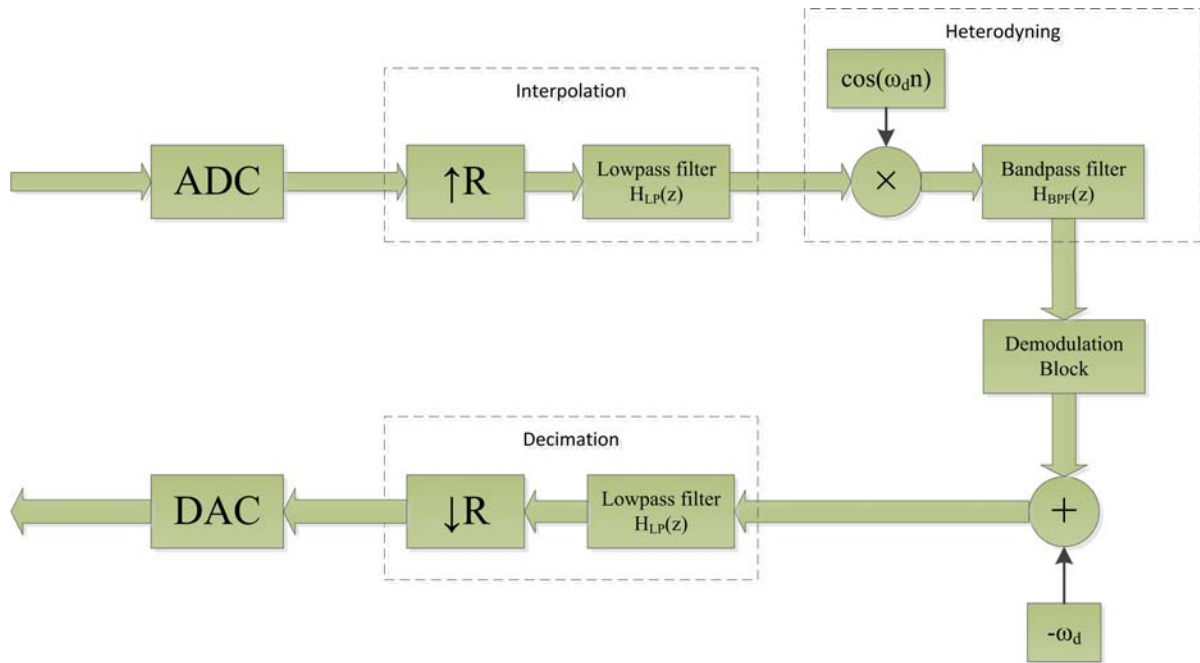 Heterodyning
cos(ω_d n)
Interpolation
ADC
↑R
Lowpass filter
H_LP(z)
×
Bandpass filter
H_BPF(z)
Demodulation
Block
Decimation
DAC
↓R
Lowpass filter
H_LP(z)
+
-ω_d